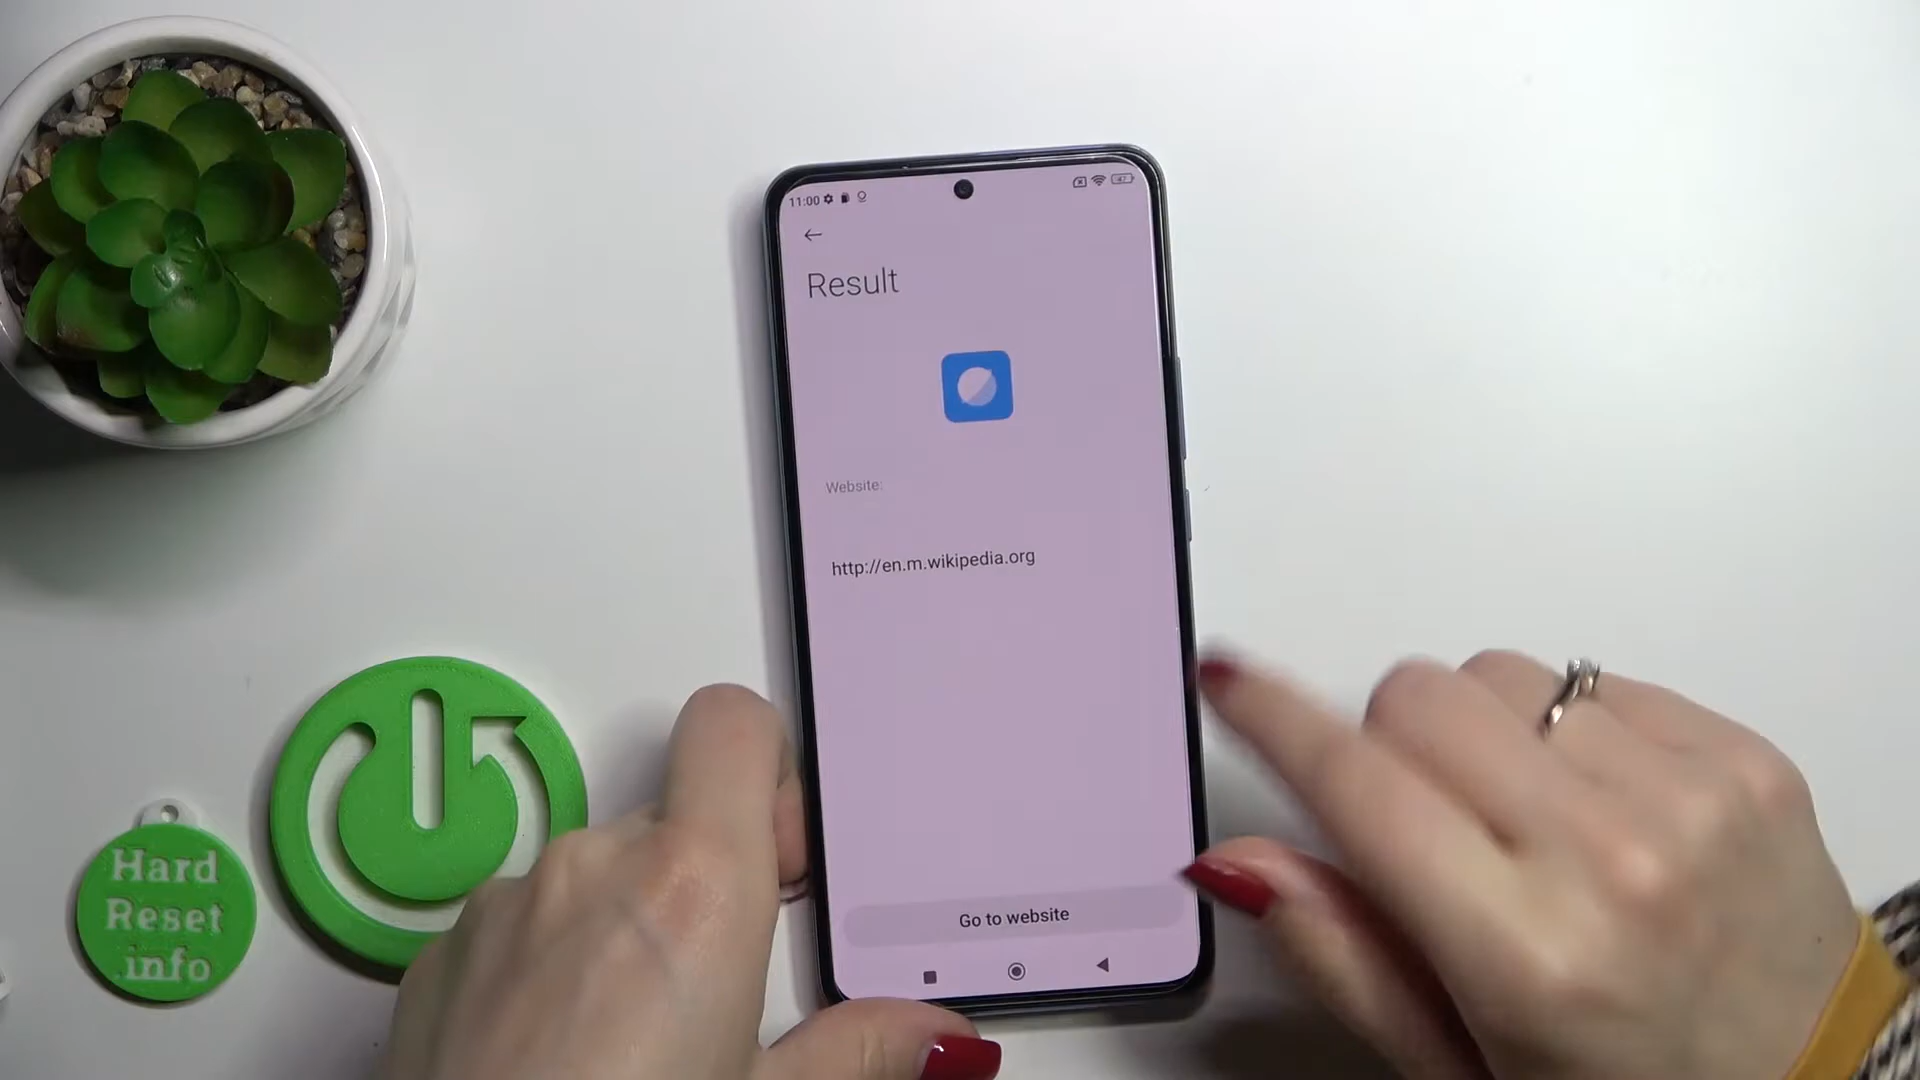 11:00
Result
Website:
http://en.m.wikipedia.org
Go to website
Hard
Reset
info